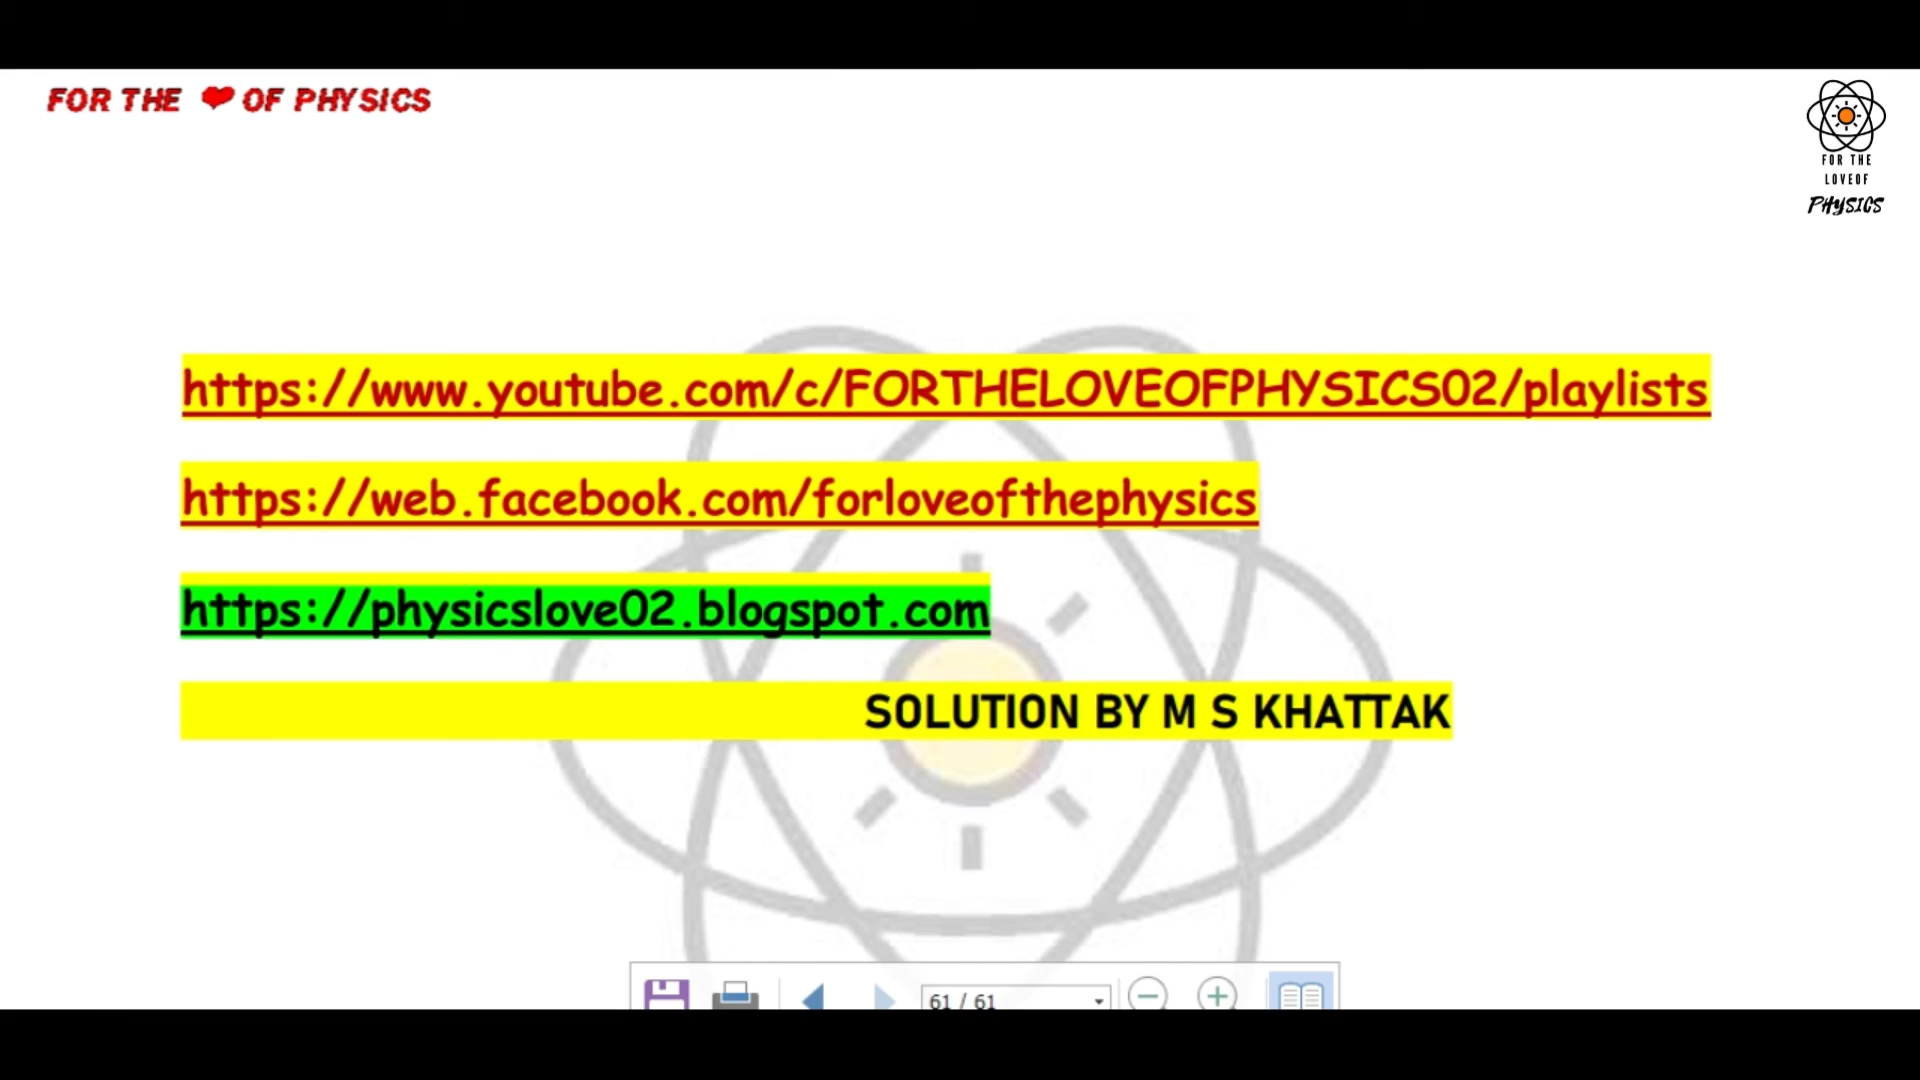 FOR THE ❤ OF PHYSICS
FOR THE
LOVEOF
PHYSICS
https://www.youtube.com/c/FORTHELOVEOFPHYSICS02/playlists
https://web.facebook.com/forloveofthephysics
https://physicslove02.blogspot.com
SOLUTION BY M S KHATTAK
61 / 61